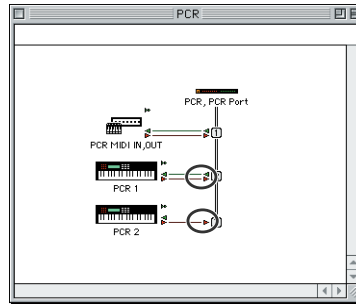 PCR
PCR, PCR Port
1
PCR MIDI IN,OUT
PCR 1
PCR 2